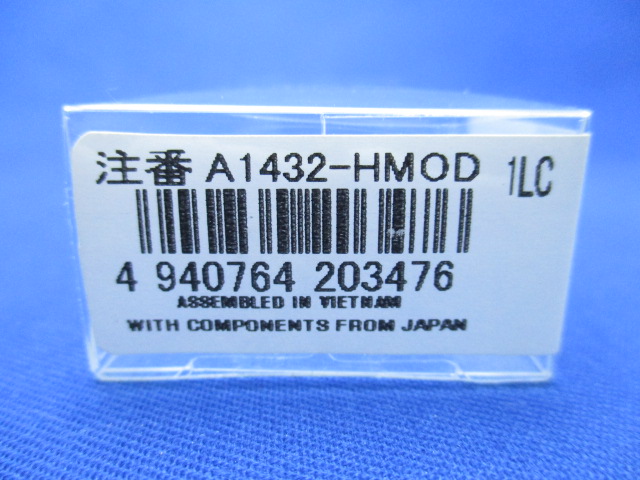 注番 A1432-HMOD 1LC
4 940764 203476
ASSEMBLED IN VIETNAM
WITH COMPONENTS FROM JAPAN